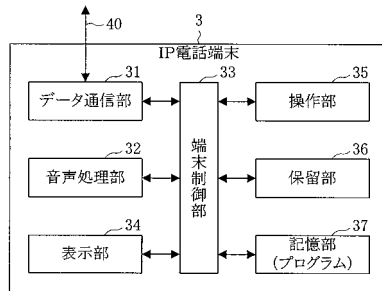 40
3
IP電話端末
31
データ通信部
33
端末制御部
35
操作部
32
音声処理部
36
保留部
34
表示部
37
記憶部
(プログラム)